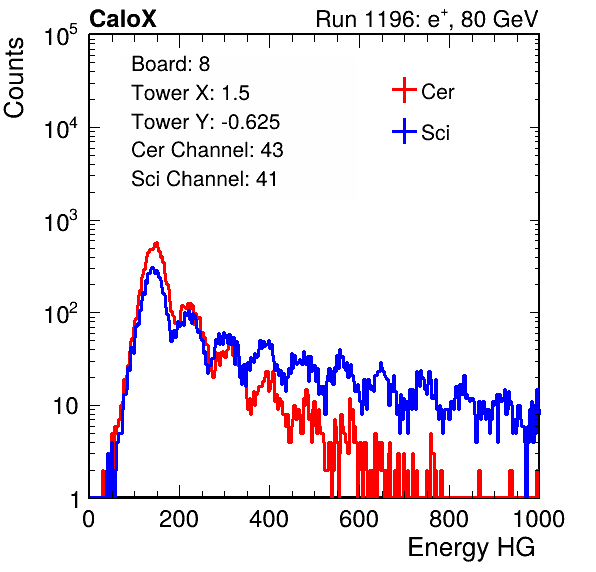 CaloX Run 1196: e⁺, 80 GeV
Counts
10⁵
10⁴
10³
10²
10
1
Board: 8
Tower X: 1.5
Tower Y: -0.625
Cer Channel: 43
Sci Channel: 41
Cer
Sci
0 200 400 600 800 1000
Energy HG